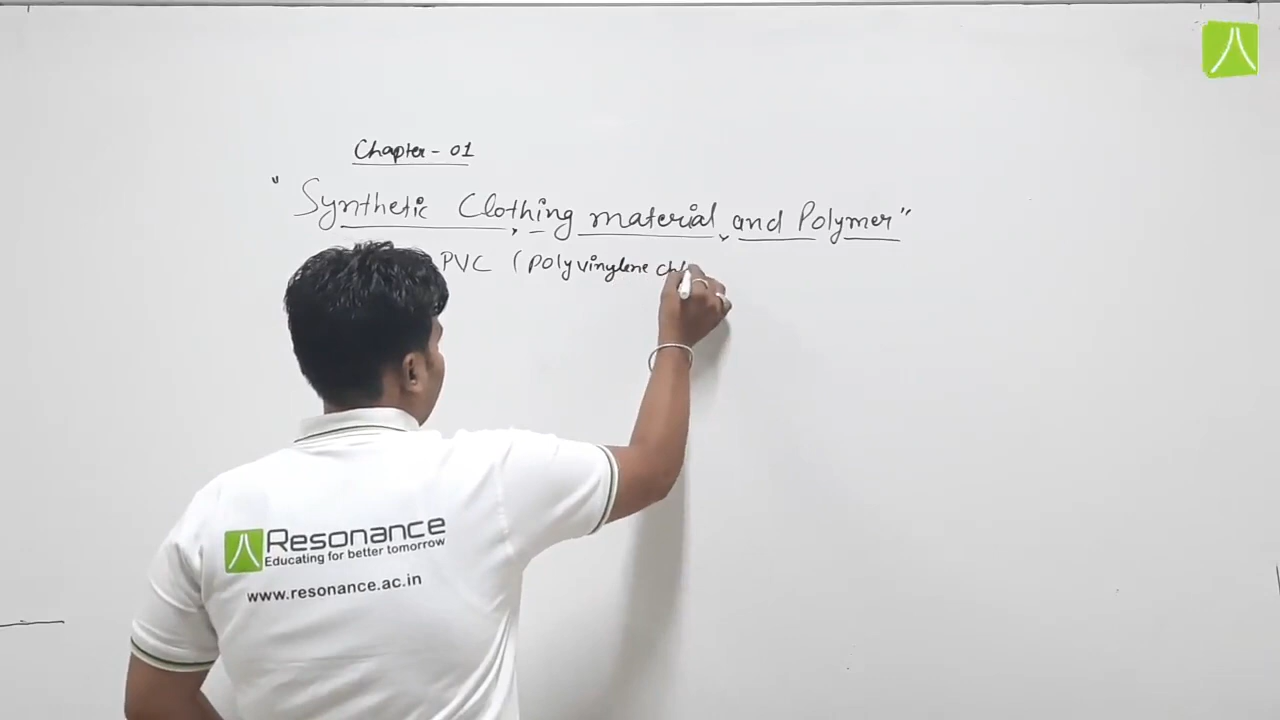 Chapter - 01
"Synthetic Clothing material and Polymer"
PVC (Polyvinylene
Resonance
Educating for better tomorrow
www.resonance.ac.in